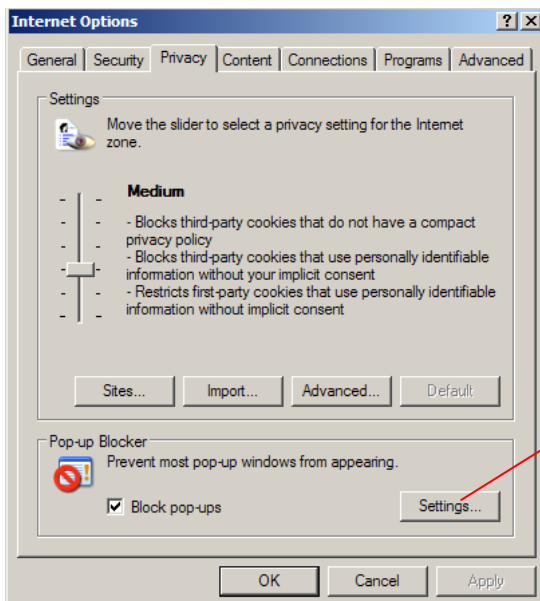 Internet Options
General Security Privacy Content Connections Programs Advanced
Settings
Move the slider to select a privacy setting for the Internet
zone.
Medium
- Blocks third-party cookies that do not have a compact
privacy policy
- Blocks third-party cookies that use personally identifiable
information without your implicit consent
- Restricts first-party cookies that use personally identifiable
information without implicit consent
Sites... Import... Advanced... Default
Pop-up Blocker
Prevent most pop-up windows from appearing.
Block pop-ups Settings...
OK Cancel Apply